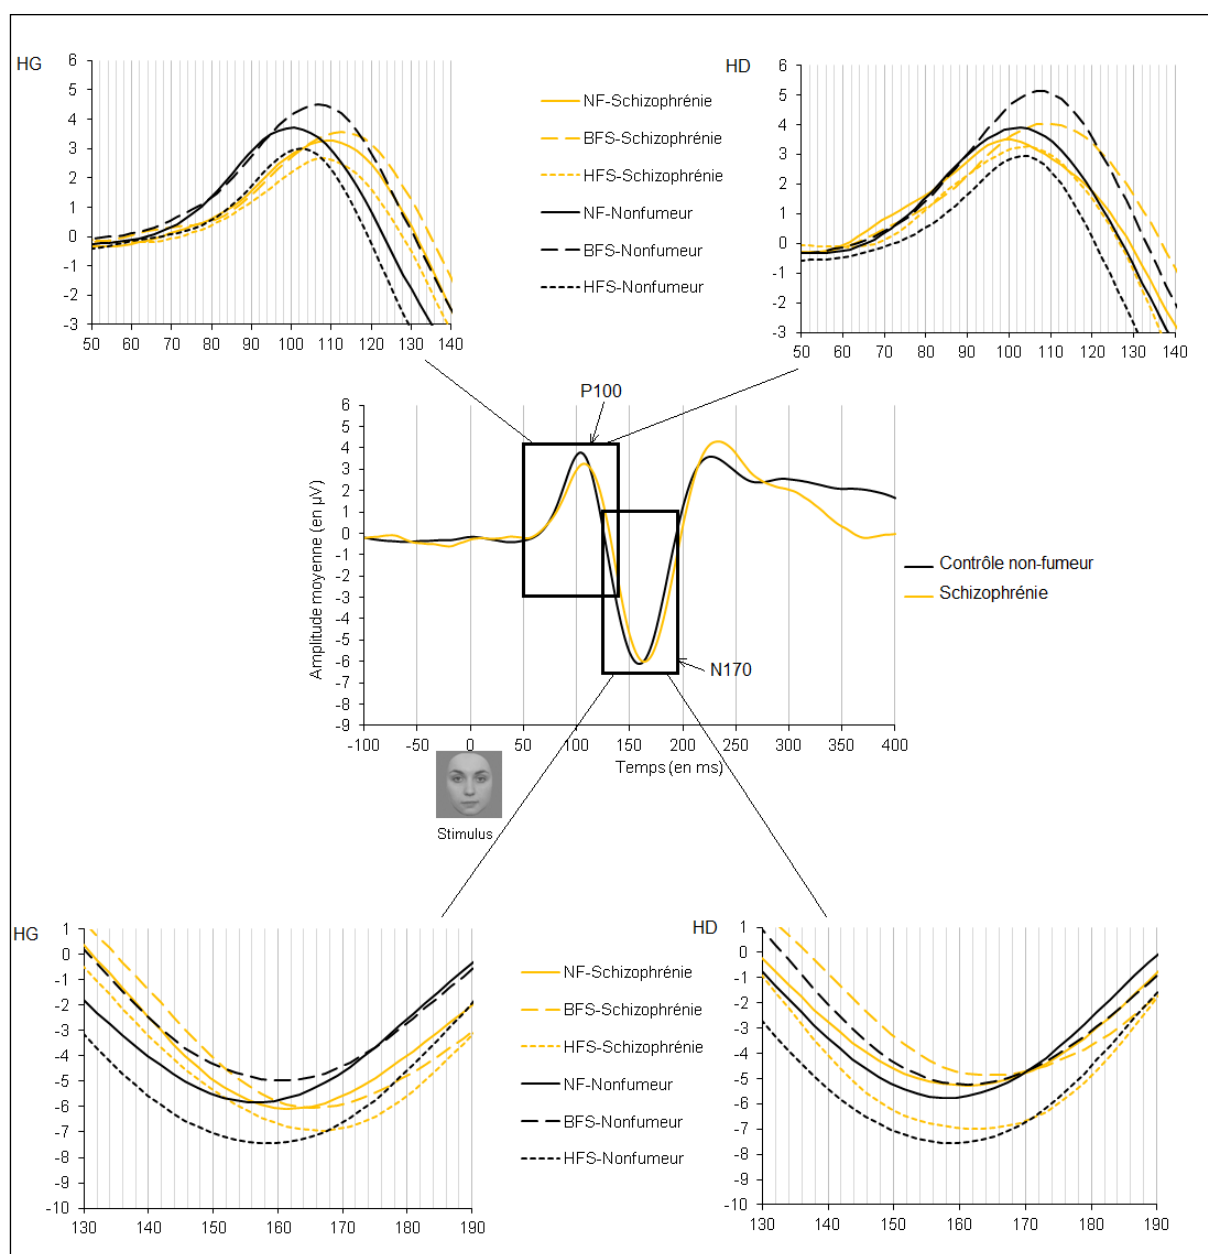 HG
6
5
4
3
2
1
0
-1
-2
-3
50 60 70 80 90 100 110 120 130 140
NF-Schizophrénie
BFS-Schizophrénie
HFS-Schizophrénie
NF-Nonfumeur
BFS-Nonfumeur
HFS-Nonfumeur
HD
6
5
4
3
2
1
0
-1
-2
-3
50 60 70 80 90 100 110 120 130 140
P100
Amplitude moyenne (en µV)
6
5
4
3
2
1
0
-1
-2
-3
-4
-5
-6
-7
-8
-9
-100 -50 0 50 100 150 200 250 300 350 400
Temps (en ms)
N170
Contrôle non-fumeur
Schizophrénie
Stimulus
HG
1
0
-1
-2
-3
-4
-5
-6
-7
-8
-9
-10
130 140 150 160 170 180 190
NF-Schizophrénie
BFS-Schizophrénie
HFS-Schizophrénie
NF-Nonfumeur
BFS-Nonfumeur
HFS-Nonfumeur
HD
1
0
-1
-2
-3
-4
-5
-6
-7
-8
-9
-10
130 140 150 160 170 180 190